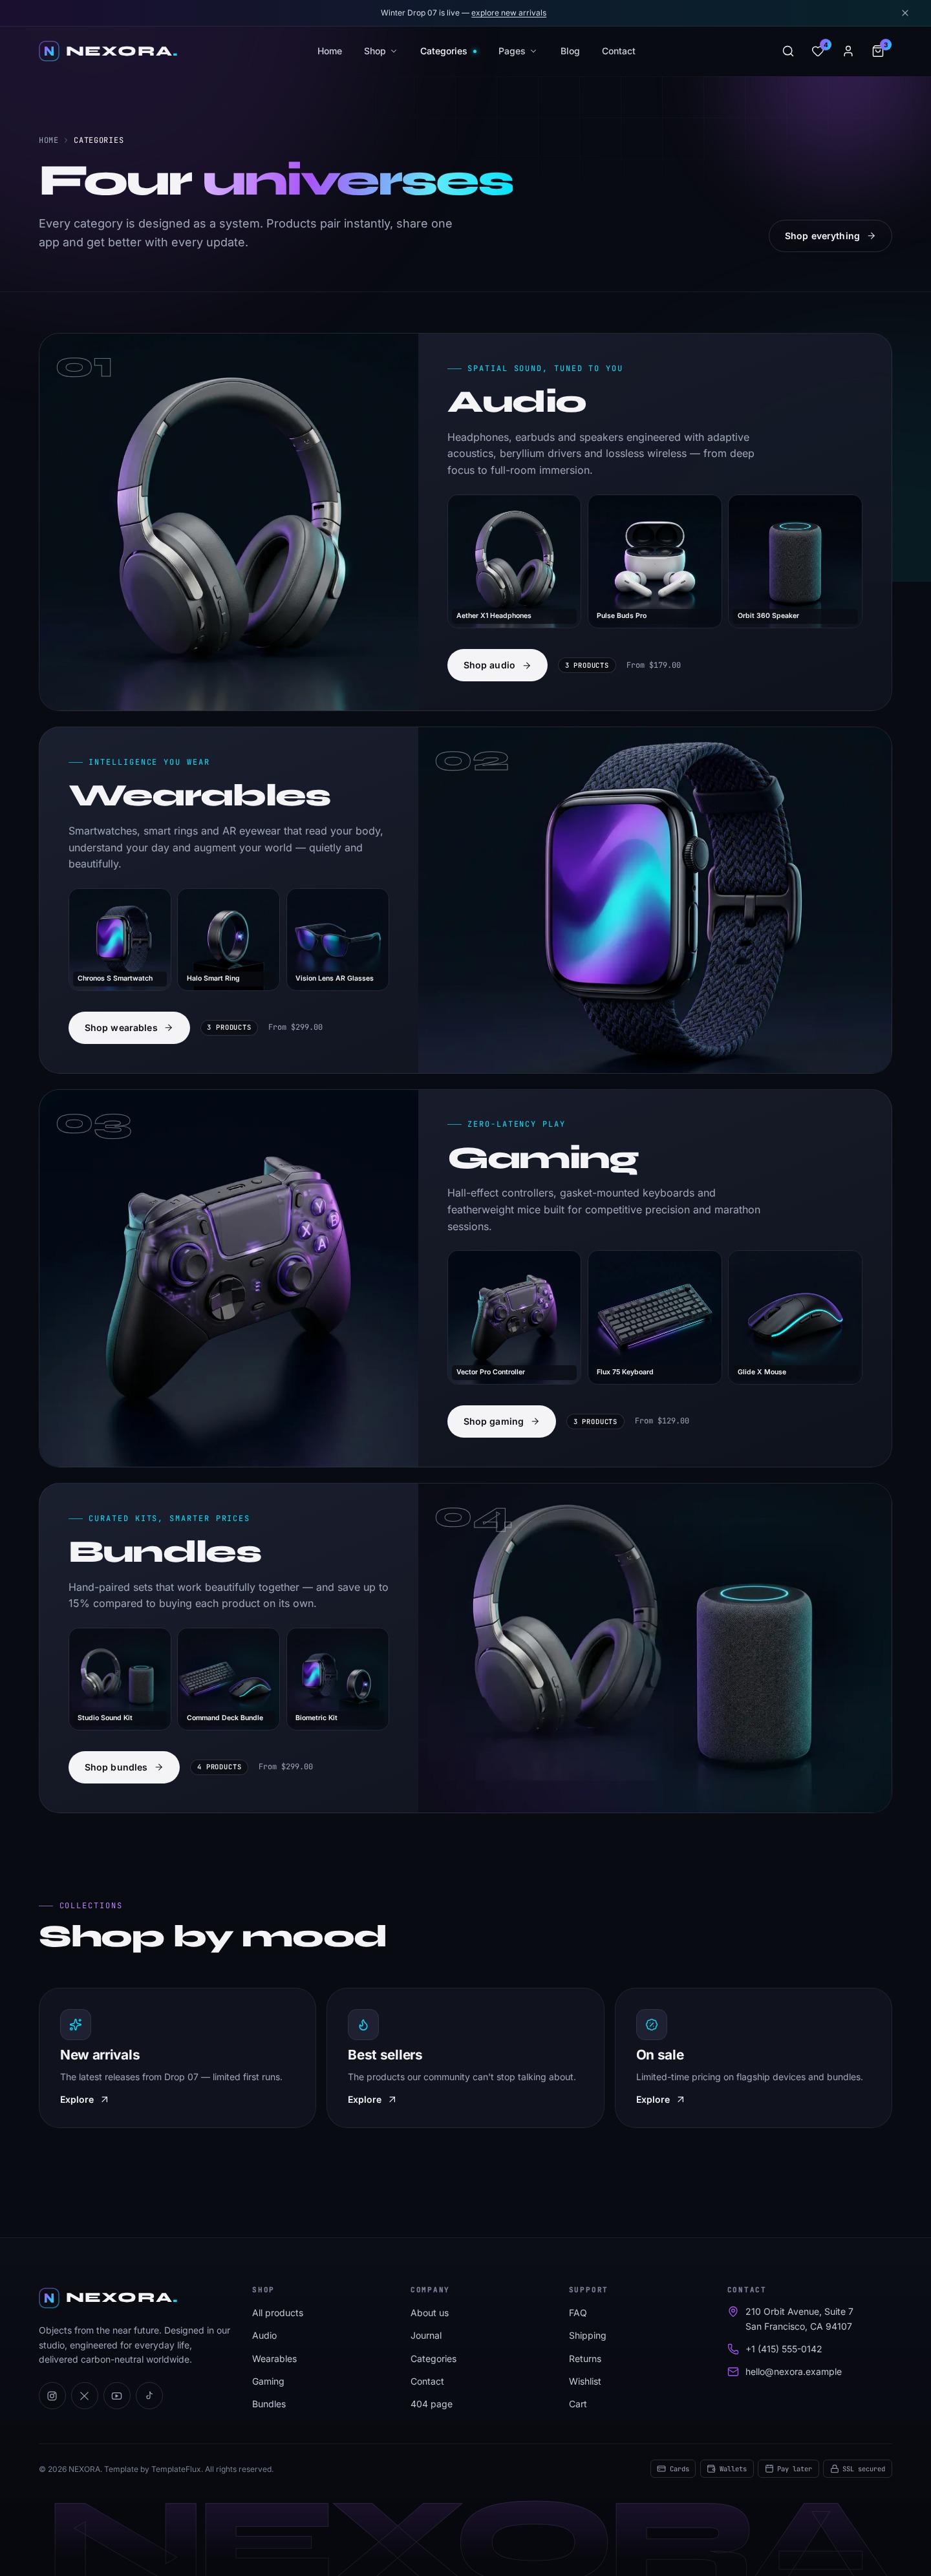 Winter Drop 07 is live — explore new arrivals
N NEXORA.
Home
Shop
Categories
Pages
Blog
Contact
4
3
HOME > CATEGORIES
Four universes
Every category is designed as a system. Products pair instantly, share one
app and get better with every update.
Shop everything
01
SPATIAL SOUND, TUNED TO YOU
Audio
Headphones, earbuds and speakers engineered with adaptive
acoustics, beryllium drivers and lossless wireless — from deep
focus to full-room immersion.
Aether X1 Headphones
Pulse Buds Pro
Orbit 360 Speaker
Shop audio
3 PRODUCTS
From $179.00
INTELLIGENCE YOU WEAR
Wearables
Smartwatches, smart rings and AR eyewear that read your body,
understand your day and augment your world — quietly and
beautifully.
Chronos S Smartwatch
Halo Smart Ring
Vision Lens AR Glasses
Shop wearables
3 PRODUCTS
From $299.00
02
03
Y
B
X
A
ZERO-LATENCY PLAY
Gaming
Hall-effect controllers, gasket-mounted keyboards and
featherweight mice built for competitive precision and marathon
sessions.
Vector Pro Controller
Flux 75 Keyboard
Glide X Mouse
Shop gaming
3 PRODUCTS
From $129.00
CURATED KITS, SMARTER PRICES
Bundles
Hand-paired sets that work beautifully together — and save up to
15% compared to buying each product on its own.
Studio Sound Kit
Command Deck Bundle
Biometric Kit
Shop bundles
4 PRODUCTS
From $299.00
04
COLLECTIONS
Shop by mood
New arrivals
The latest releases from Drop 07 — limited first runs.
Explore
Best sellers
The products our community can't stop talking about.
Explore
On sale
Limited-time pricing on flagship devices and bundles.
Explore
N NEXORA.
Objects from the near future. Designed in our
studio, engineered for everyday life,
delivered carbon-neutral worldwide.
SHOP
All products
Audio
Wearables
Gaming
Bundles
COMPANY
About us
Journal
Categories
Contact
404 page
SUPPORT
FAQ
Shipping
Returns
Wishlist
Cart
CONTACT
210 Orbit Avenue, Suite 7
San Francisco, CA 94107
+1 (415) 555-0142
hello@nexora.example
© 2026 NEXORA. Template by TemplateFlux. All rights reserved.
Cards
Wallets
Pay later
SSL secured
NEXORA